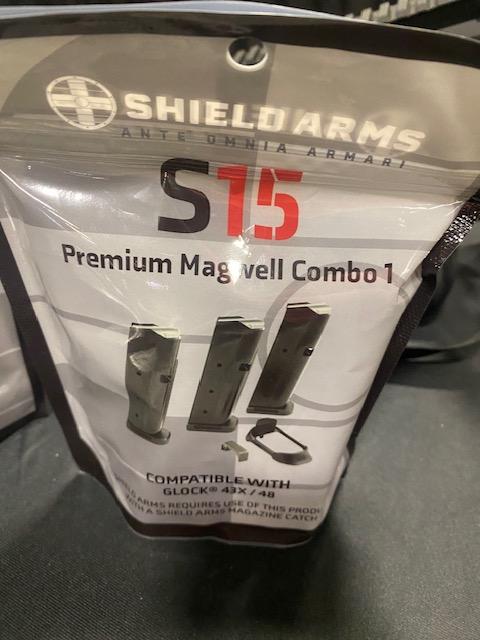 SHIELD ARMS
ANTE OMNIA ARMARI
S15
Premium Magwell Combo 1
COMPATIBLE WITH
GLOCK® 43X / 48
SHIELD ARMS REQUIRES USE OF THIS PRODU
WITH A SHIELD ARMS MAGAZINE CATCH